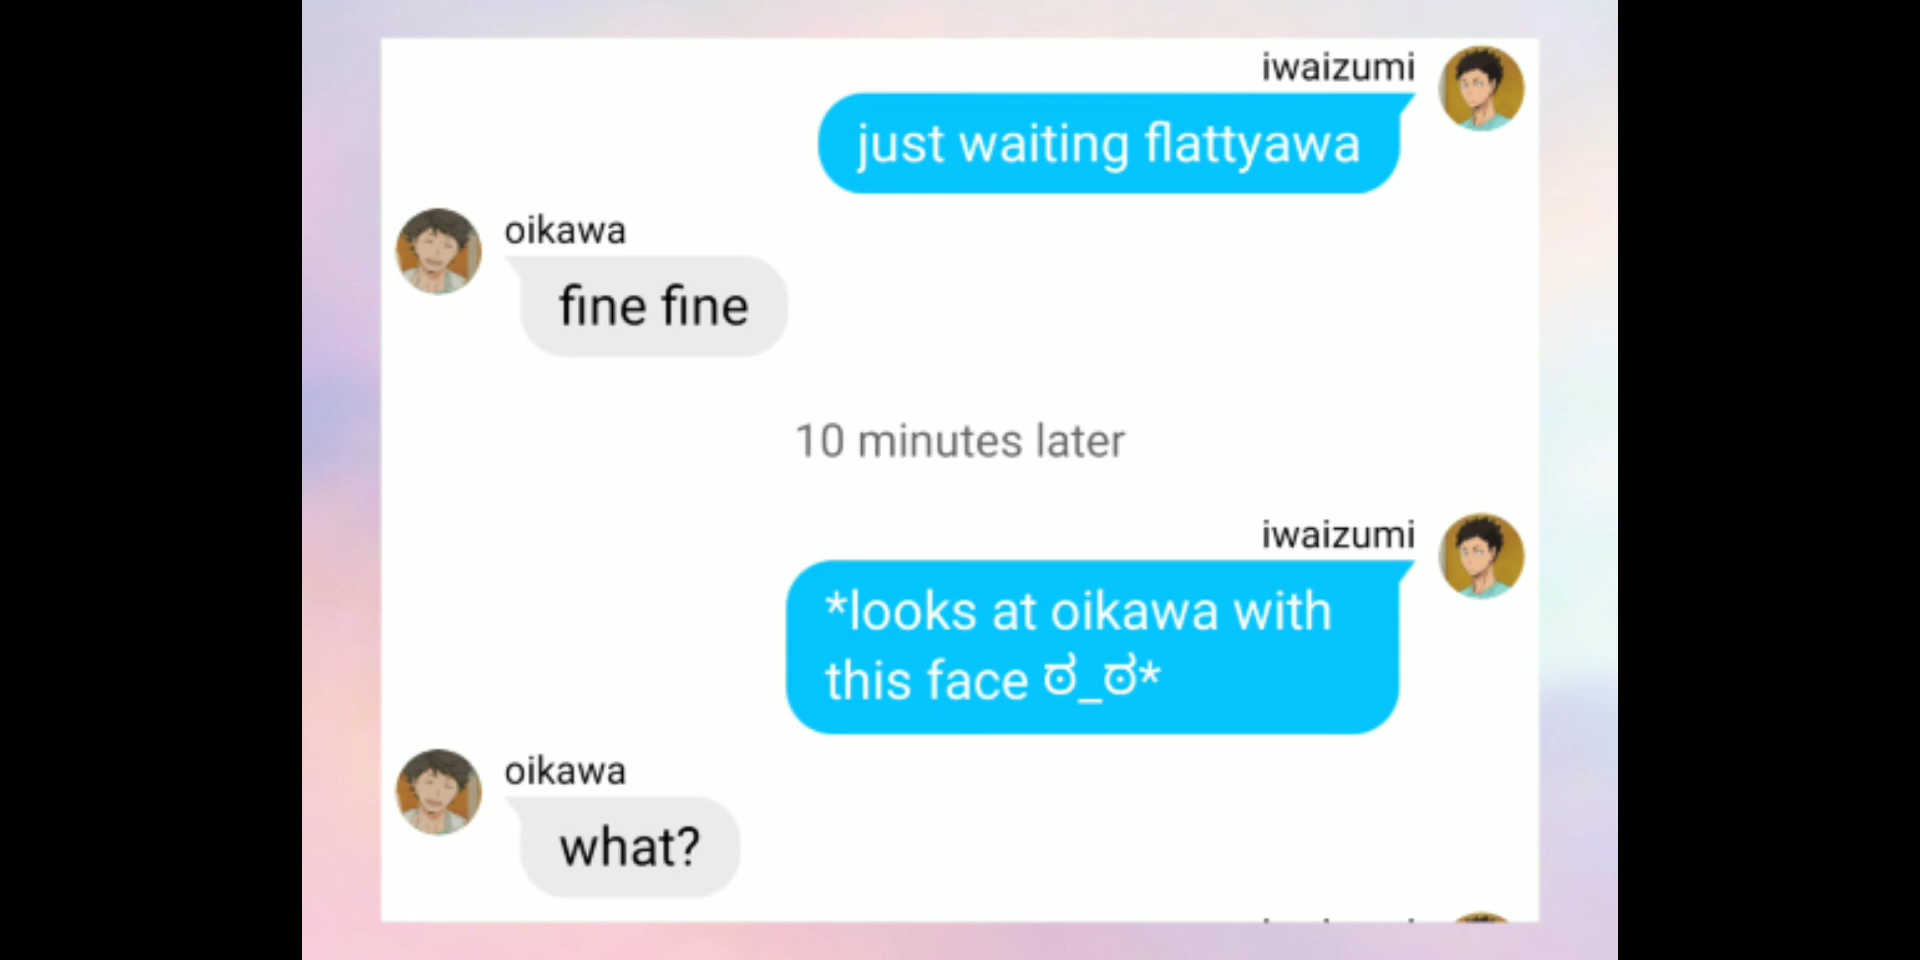 iwaizumi
just waiting flattyawa
oikawa
fine fine
10 minutes later
iwaizumi
*looks at oikawa with
this face ಠ_ಠ*
oikawa
what?